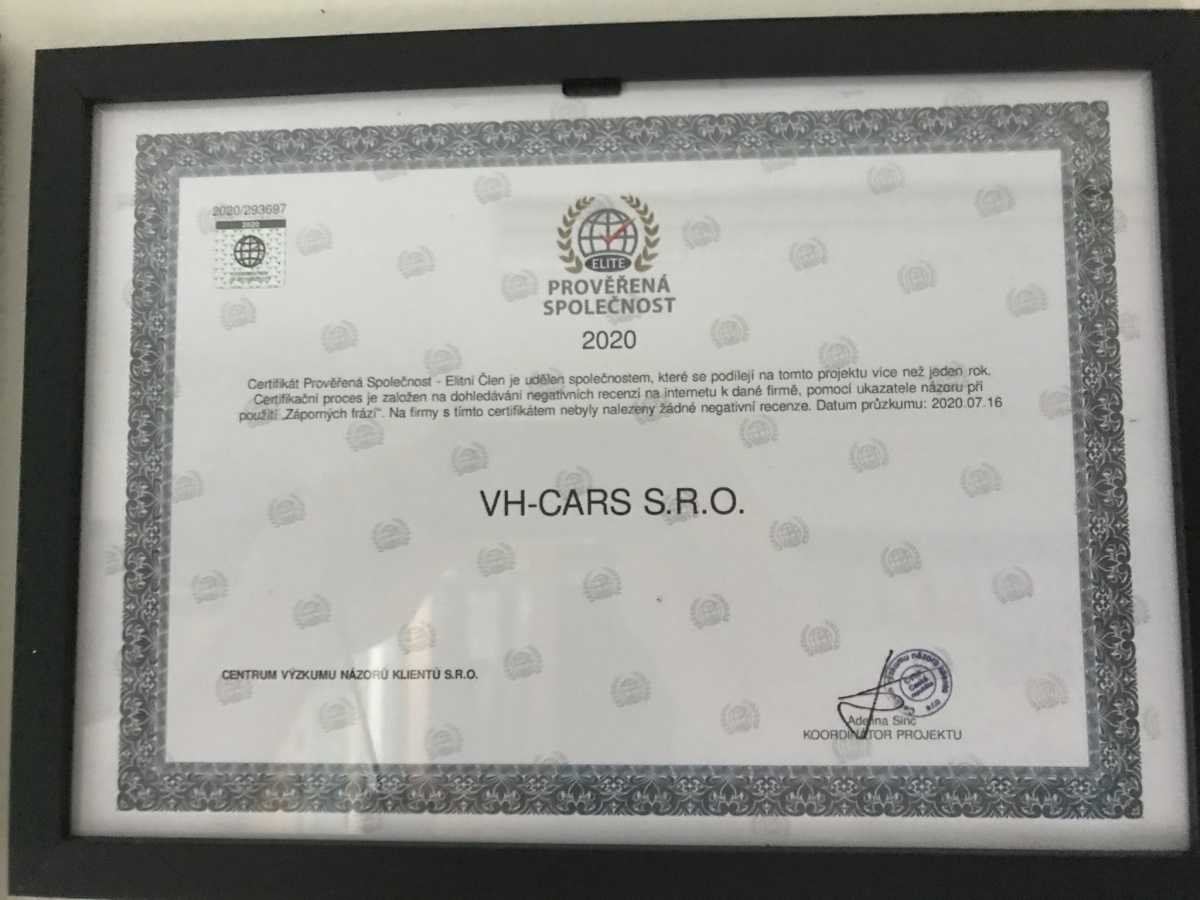 2020/293697
2020
ELITE
PROVĚŘENÁ
SPOLEČNOST
2020
Certifikát Prověřená Společnost - Elitní Člen je udělen společnostem, které se podílejí na tomto projektu více než jeden rok.
Certifikační proces je založen na dohledávání negativních recenzí na internetu k dané firmě, pomocí ukazatele názoru při
použití „Záporných frází". Na firmy s tímto certifikátem nebyly nalezeny žádné negativní recenze. Datum průzkumu: 2020.07.16
VH-CARS S.R.O.
CENTRUM VÝZKUMU NÁZORŮ KLIENTŮ S.R.O.
KOORDINÁTOR PROJEKTU